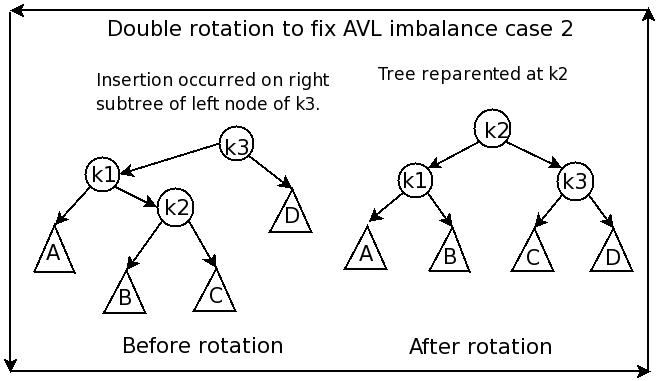 Double rotation to fix AVL imbalance case 2
Insertion occurred on right
subtree of left node of k3.
k3
k1
k2
D
A
B
C
Before rotation
Tree reparented at k2
k2
k1
k3
A
B
C
D
After rotation